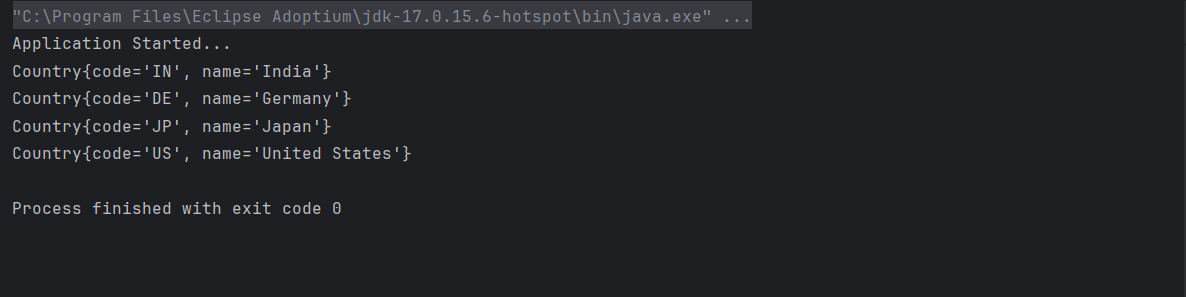 "C:\Program Files\Eclipse Adoptium\jdk-17.0.15.6-hotspot\bin\java.exe" ...
Application Started...
Country{code='IN', name='India'}
Country{code='DE', name='Germany'}
Country{code='JP', name='Japan'}
Country{code='US', name='United States'}
Process finished with exit code 0